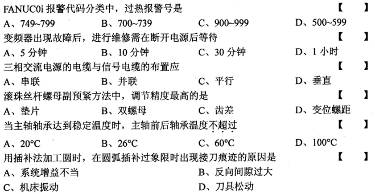 FANUC0i 报警代码分类中，过热报警号是 【 】
A、749~799 B、700~739 C、900~999 D、500~599
变频器出现故障后，进行维修需在断开电源后等待 【 】
A、5 分钟 B、10 分钟 C、30 分钟 D、1 小时
三相交流电源的电缆与信号电缆的布置应 【 】
A、串联 B、并联 C、平行 D、垂直
滚珠丝杆螺母副预紧方法中，调节精度最高的是 【 】
A、垫片 B、双螺母 C、齿差 D、变位螺距
当主轴轴承达到稳定温度时，主轴前后轴承温度不超过 【 】
A、20°C B、26°C C、60°C D、100°C
用插补法加工圆时，在圆弧插补过象限时出现接刀痕迹的原因是 【 】
A、系统增益不当 B、反向间隙过大
C、机床振动 D、刀具松动